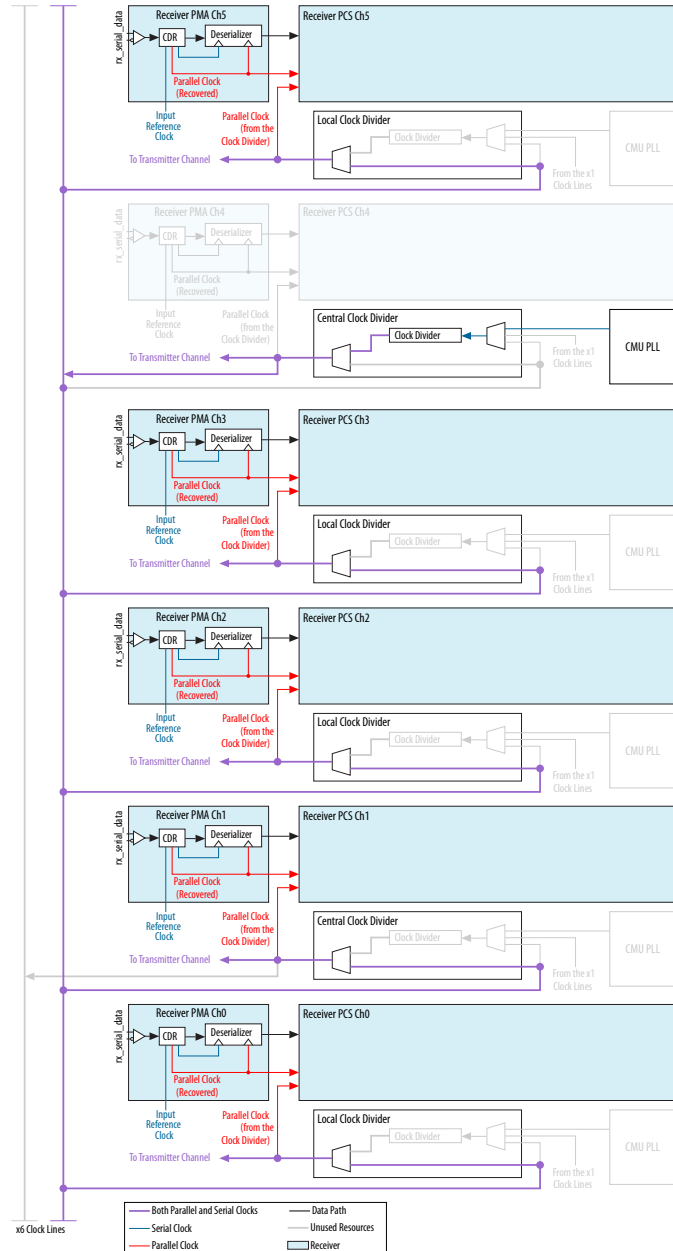 Receiver PMA Ch5
Receiver PCS Ch5
rx_serial_data
CDR
Deserializer
Parallel Clock
(Recovered)
Input
Reference
Clock
Parallel Clock
(from the
Clock Divider)
To Transmitter Channel
Local Clock Divider
Clock Divider
From the x1
Clock Lines
CMU PLL
Receiver PMA Ch4
Receiver PCS Ch4
rx_serial_data
CDR
Deserializer
Parallel Clock
(Recovered)
Input
Reference
Clock
Parallel Clock
(from the
Clock Divider)
To Transmitter Channel
Central Clock Divider
Clock Divider
From the x1
Clock Lines
CMU PLL
Receiver PMA Ch3
Receiver PCS Ch3
rx_serial_data
CDR
Deserializer
Parallel Clock
(Recovered)
Input
Reference
Clock
Parallel Clock
(from the
Clock Divider)
To Transmitter Channel
Local Clock Divider
Clock Divider
From the x1
Clock Lines
CMU PLL
Receiver PMA Ch2
Receiver PCS Ch2
rx_serial_data
CDR
Deserializer
Parallel Clock
(Recovered)
Input
Reference
Clock
Parallel Clock
(from the
Clock Divider)
To Transmitter Channel
Local Clock Divider
Clock Divider
From the x1
Clock Lines
CMU PLL
Receiver PMA Ch1
Receiver PCS Ch1
rx_serial_data
CDR
Deserializer
Parallel Clock
(Recovered)
Input
Reference
Clock
Parallel Clock
(from the
Clock Divider)
To Transmitter Channel
Central Clock Divider
Clock Divider
From the x1
Clock Lines
CMU PLL
Receiver PMA Ch0
Receiver PCS Ch0
rx_serial_data
CDR
Deserializer
Parallel Clock
(Recovered)
Input
Reference
Clock
Parallel Clock
(from the
Clock Divider)
To Transmitter Channel
Local Clock Divider
Clock Divider
From the x1
Clock Lines
CMU PLL
x6 Clock Lines
Both Parallel and Serial Clocks
Data Path
Serial Clock
Unused Resources
Parallel Clock
Receiver